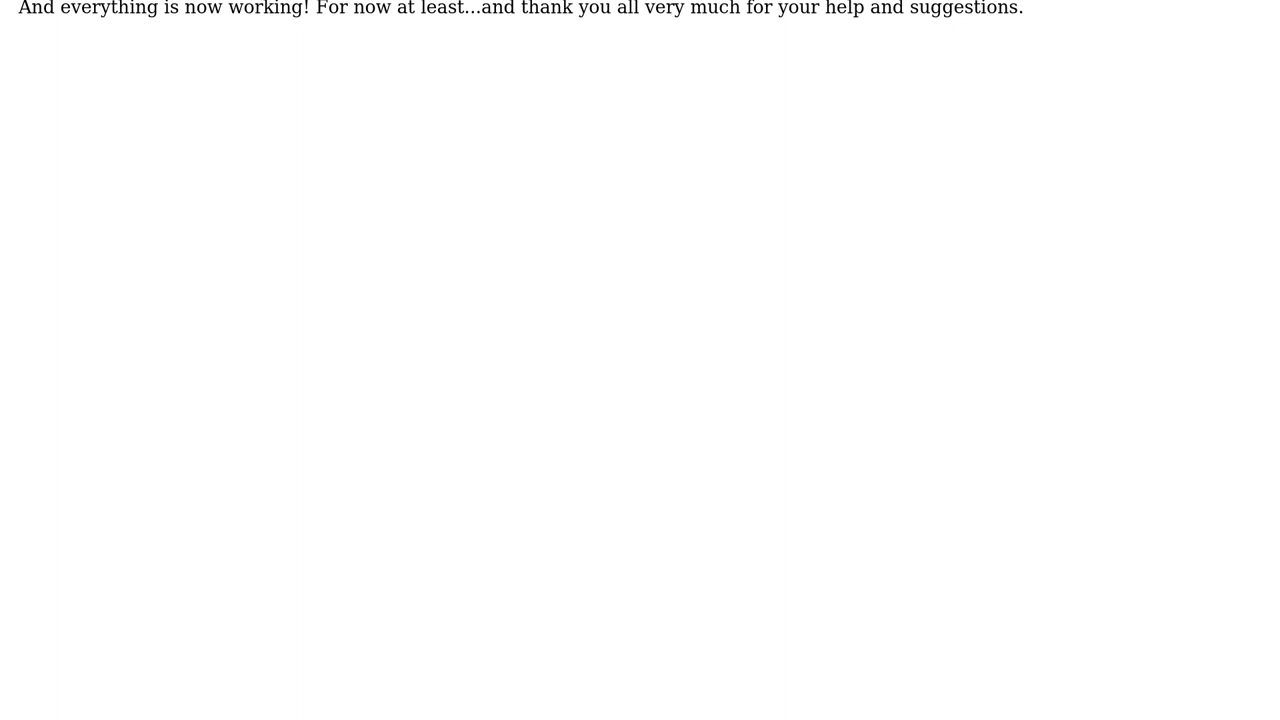 And everything is now working! For now at least...and thank you all very much for your help and suggestions.